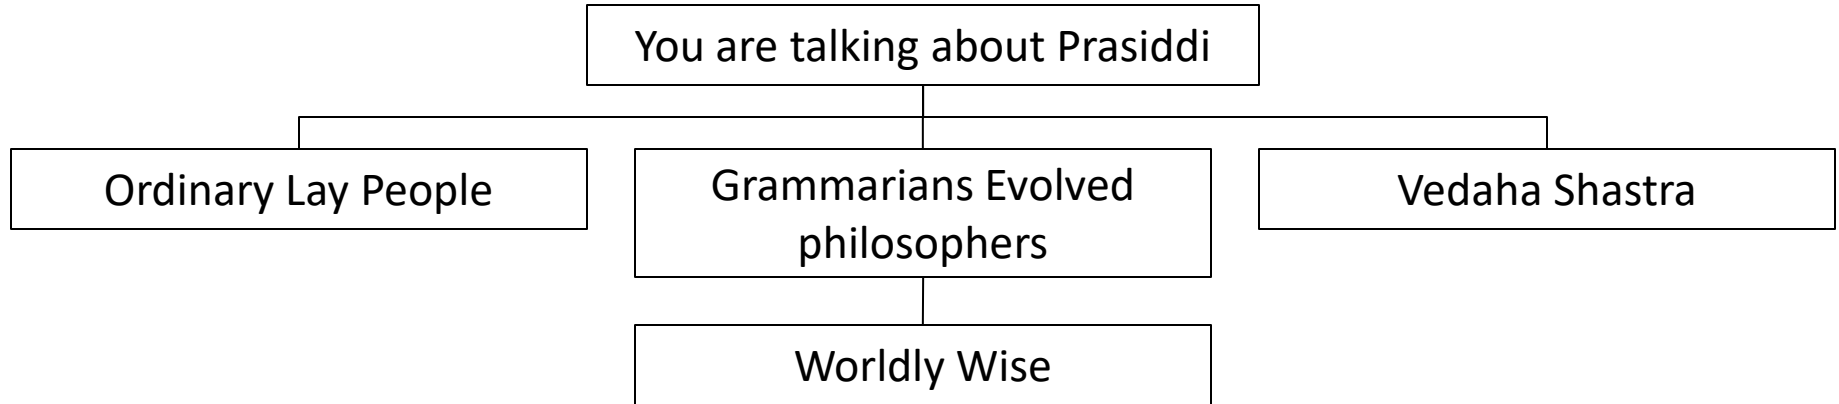 You are talking about Prasiddi
Ordinary Lay People
Grammarians Evolved
philosophers
Vedaha Shastra
Worldly Wise